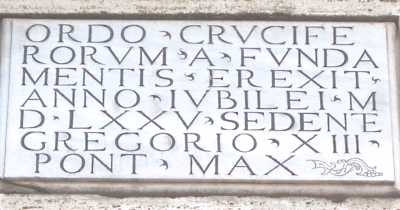 ORDO CRVCIFE
RORVM A FVNDA
MENTIS EREXIT
ANNO IVBILEI M
D LXXV SEDENTE
GREGORIO XIII
PONT MAX